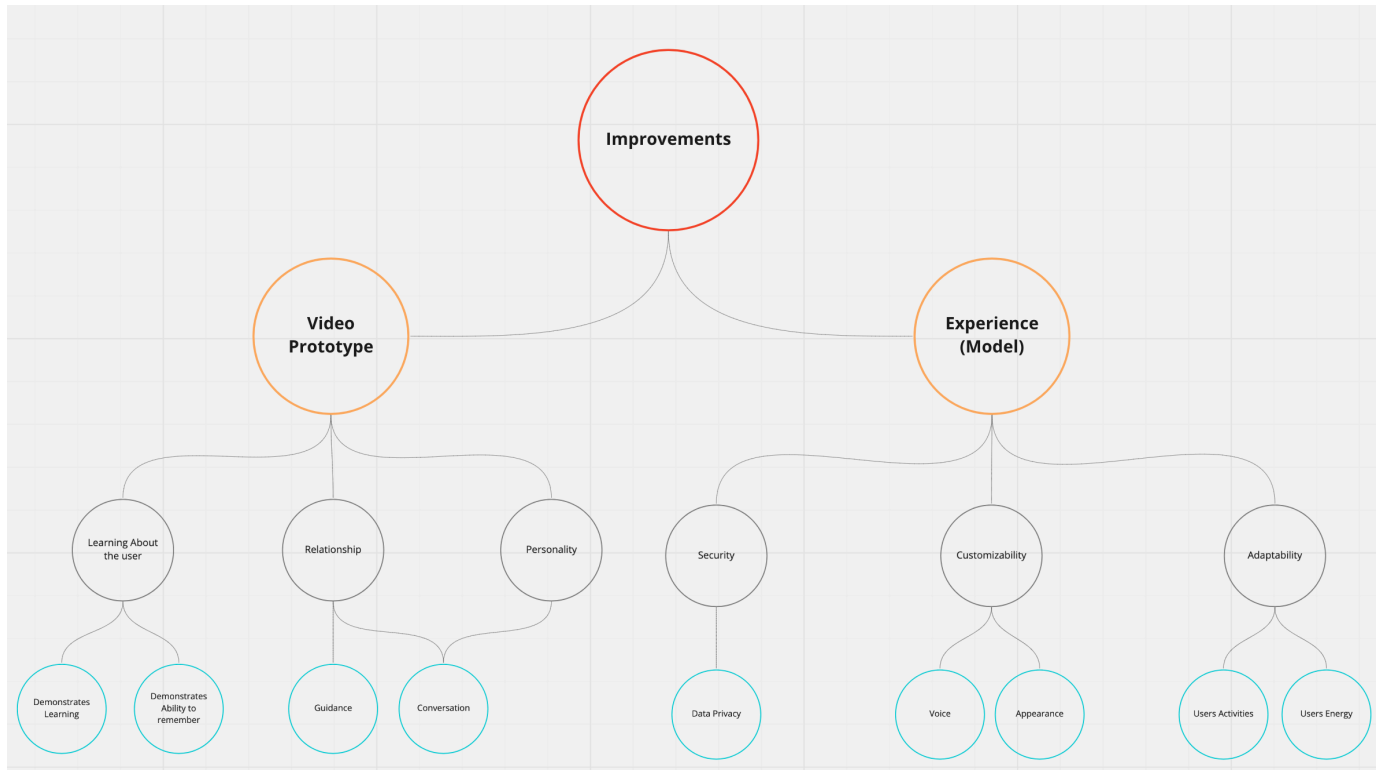 Improvements
Video
Prototype
Experience
(Model)
Learning About
the user
Relationship
Personality
Security
Customizability
Adaptability
Demonstrates
Learning
Demonstrates
Ability to
remember
Guidance
Conversation
Data Privacy
Voice
Appearance
Users Activities
Users Energy